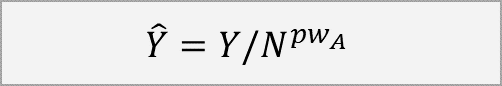 Ŷ = Y/N^{pw_A}